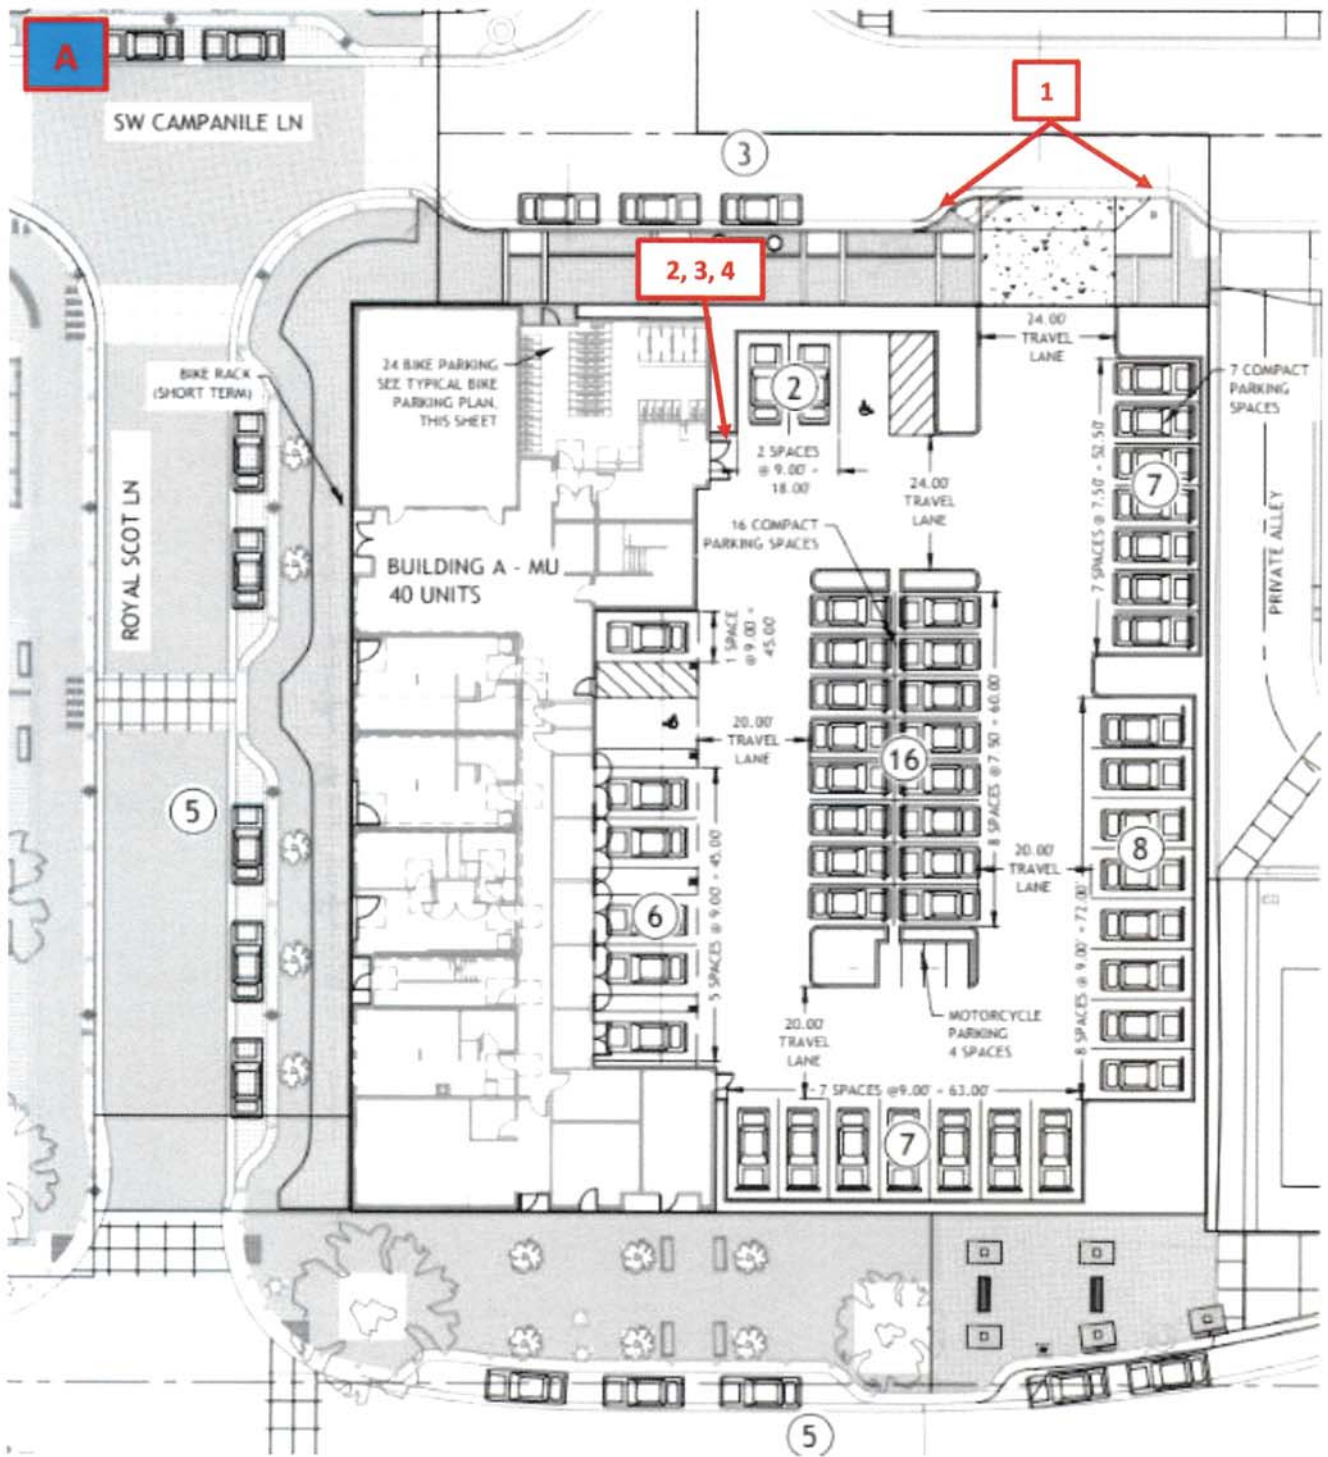 A
SW CAMPANILE LN
1
3
2, 3, 4
24.00'
TRAVEL
LANE
24 BIKE PARKING
SEE TYPICAL BIKE
PARKING PLAN,
THIS SHEET
BIKE RACK
(SHORT TERM)
2
7 COMPACT
PARKING
SPACES
2 SPACES
@ 9.00' =
18.00'
24.00'
TRAVEL
LANE
7 SPACES @ 7.50' = 52.50'
7
16 COMPACT
PARKING SPACES
ROYAL SCOT LN
BUILDING A - MU
40 UNITS
PRIVATE ALLEY
1 SPACE
@ 9.00' =
45.00'
20.00'
TRAVEL
LANE
16
8 SPACES @ 7.50' = 60.00'
5
20.00'
TRAVEL
LANE
8
6
5 SPACES @ 9.00' = 45.00'
8 SPACES @ 9.00' = 72.00'
20.00'
TRAVEL
LANE
MOTORCYCLE
PARKING
4 SPACES
7 SPACES @9.00' = 63.00'
7
5